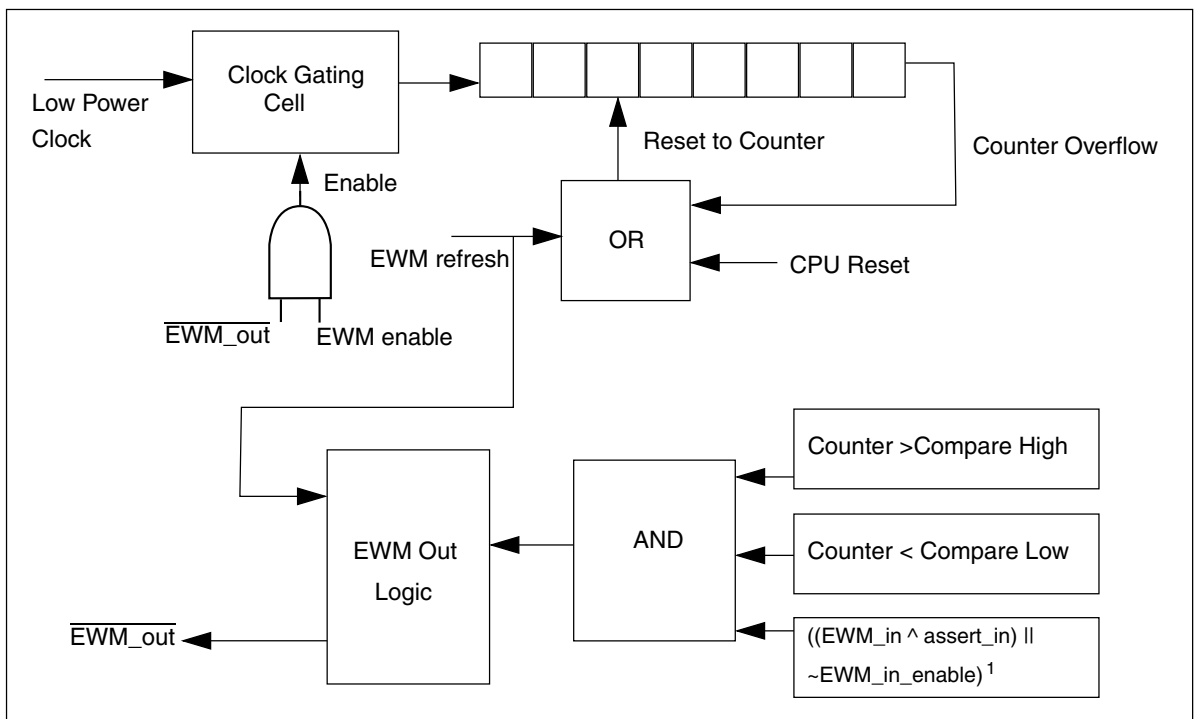 Clock Gating
Cell
Low Power
Clock
Reset to Counter
Counter Overflow
Enable
OR
EWM refresh
CPU Reset
EWM_out
EWM enable
Counter >Compare High
EWM Out
Logic
AND
Counter < Compare Low
EWM_out
((EWM_in ^ assert_in) ||
~EWM_in_enable) 1